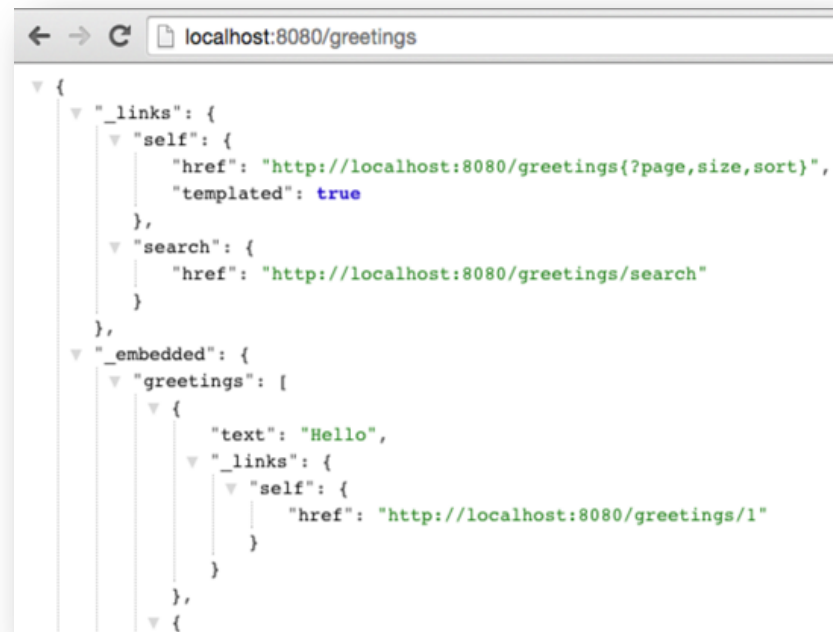 localhost:8080/greetings
{
"_links": {
"self": {
"href": "http://localhost:8080/greetings{?page,size,sort}",
"templated": true
},
"search": {
"href": "http://localhost:8080/greetings/search"
}
},
"_embedded": {
"greetings": [
{
"text": "Hello",
"_links": {
"self": {
"href": "http://localhost:8080/greetings/1"
}
}
},
{